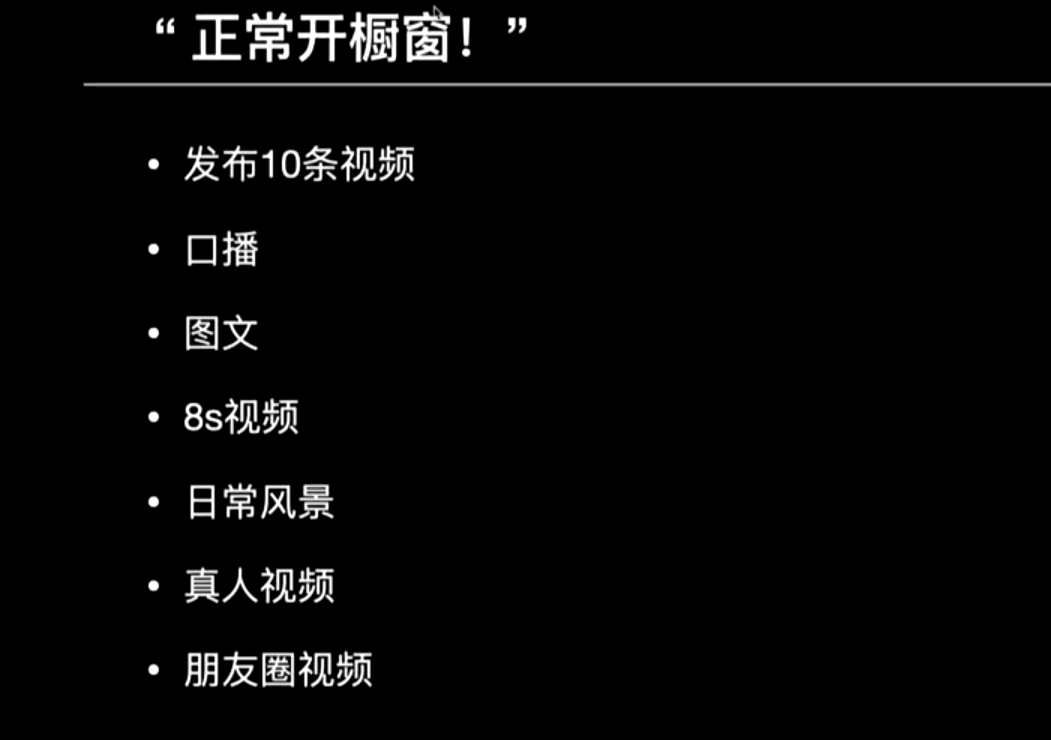 “ 正常开橱窗！”
• 发布10条视频
• 口播
• 图文
• 8s视频
• 日常风景
• 真人视频
• 朋友圈视频